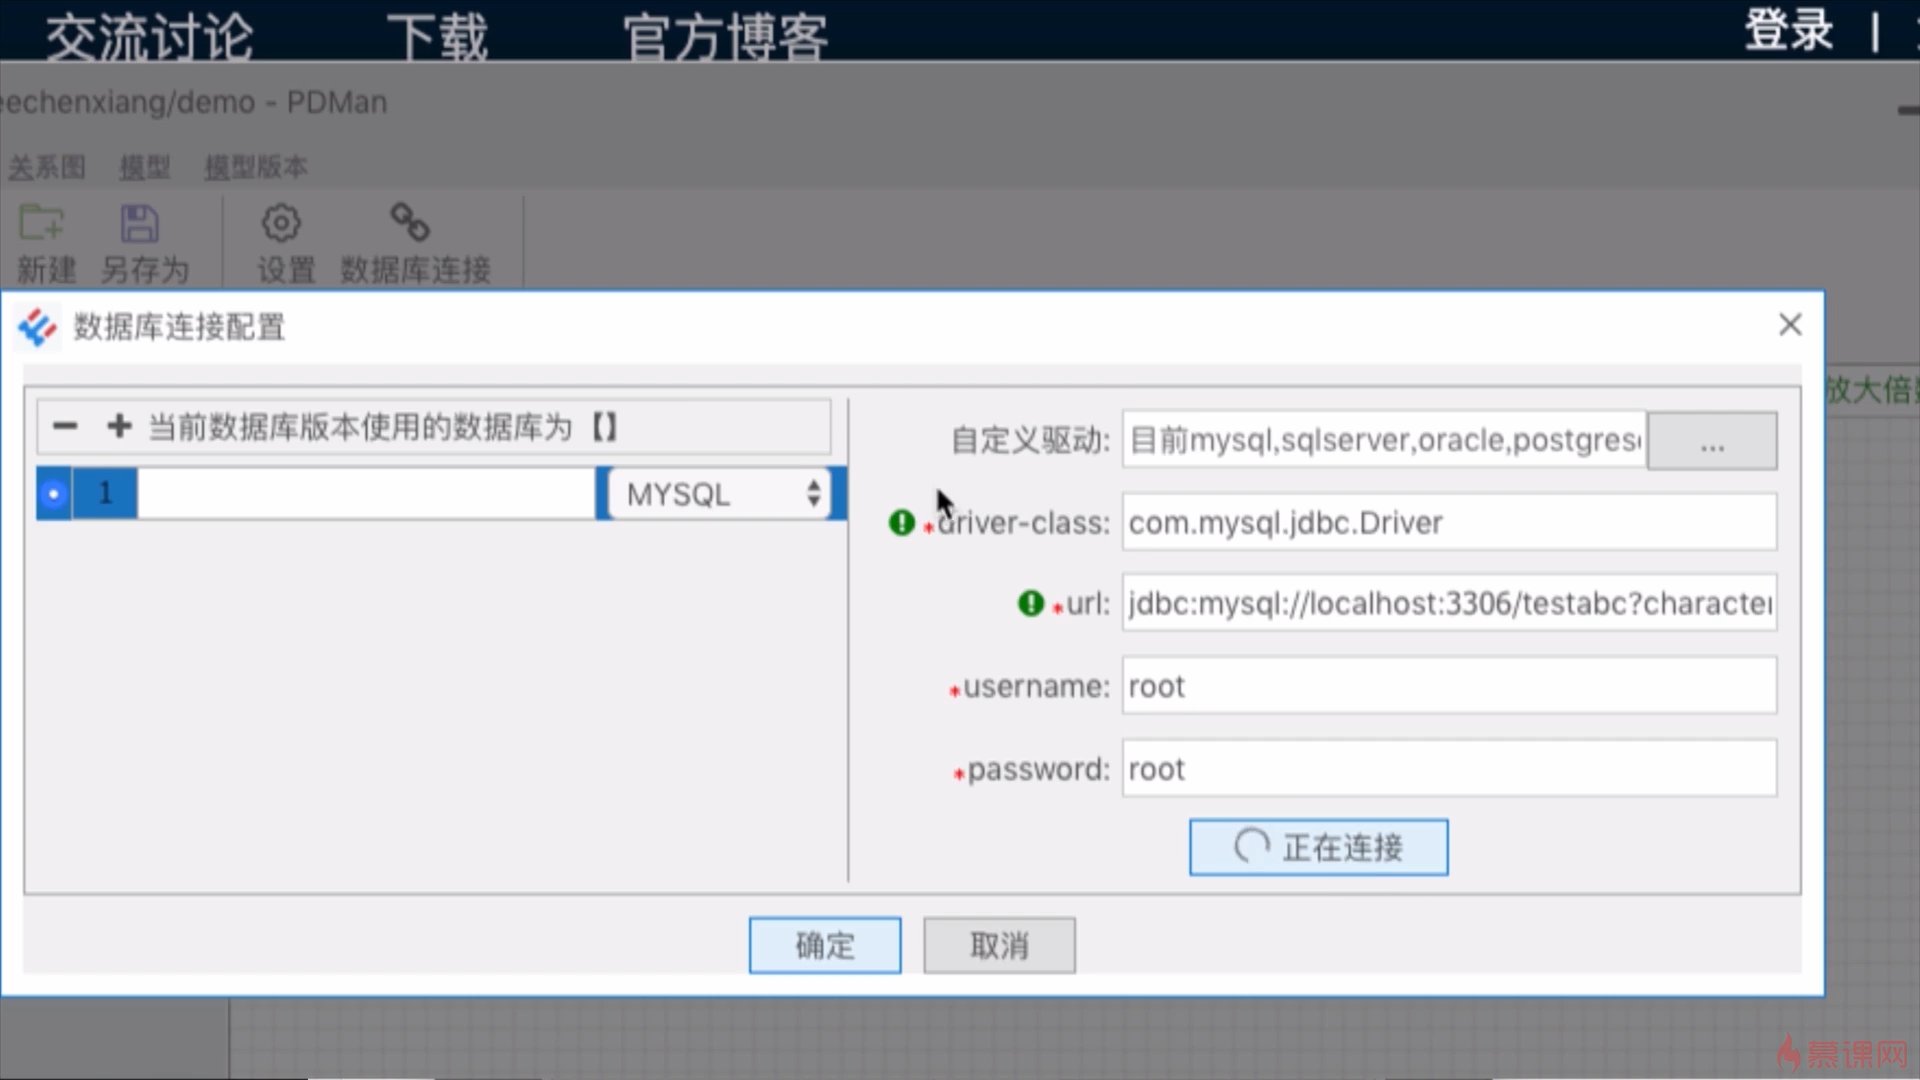 交流讨论 下载 官方博客 登录 |
eechenxiang/demo - PDMan
关系图 模型 模型版本
新建 另存为 设置 数据库连接
数据库连接配置
放大倍
当前数据库版本使用的数据库为【】
1 MYSQL
自定义驱动: 目前mysql,sqlserver,oracle,postgres ...
*driver-class: com.mysql.jdbc.Driver
*url: jdbc:mysql://localhost:3306/testabc?character
*username: root
*password: root
正在连接
确定 取消
慕课网